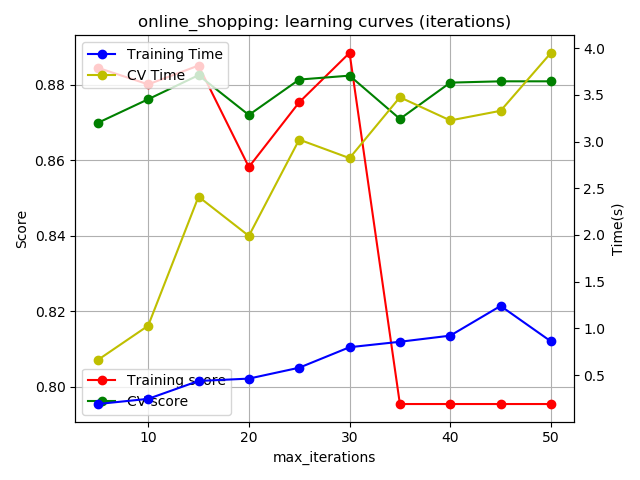 online_shopping: learning curves (iterations)
Training Time
CV Time
Training score
CV score
0.88
0.86
0.84
0.82
0.80
Score
4.0
3.5
3.0
2.5
2.0
1.5
1.0
0.5
Time(s)
10
20
30
40
50
max_iterations